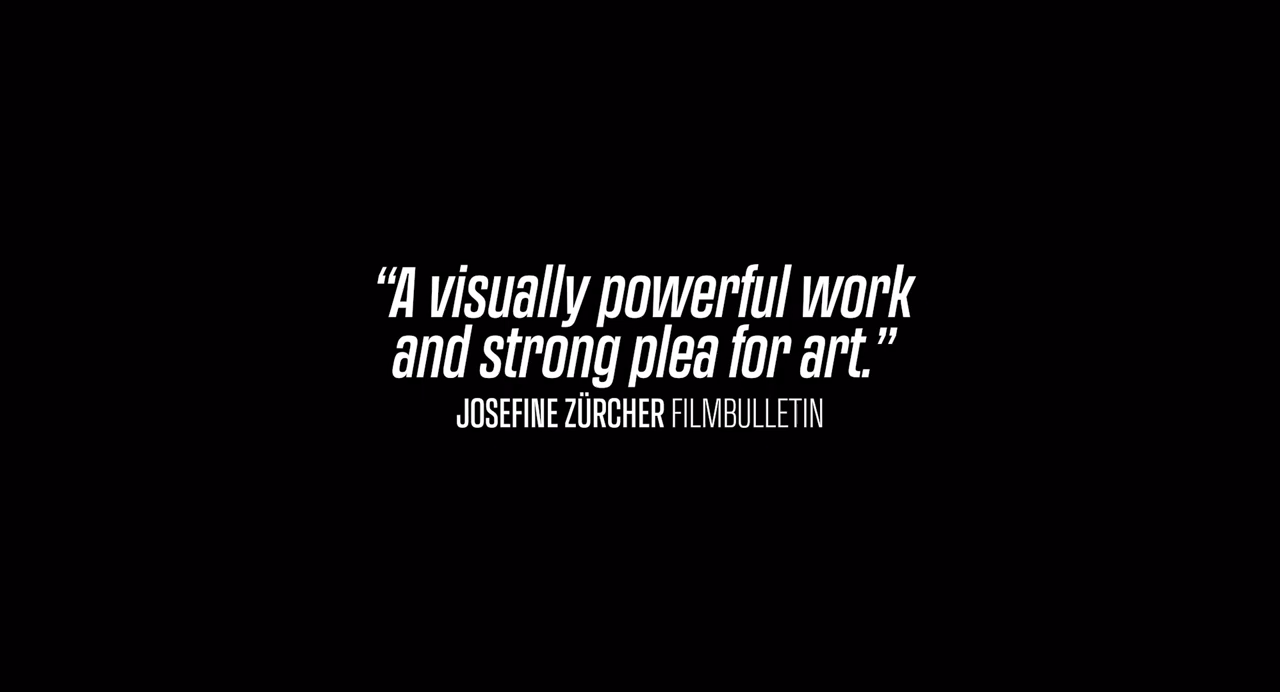 “A visually powerful work
and strong plea for art.”
JOSEFINE ZÜRCHER FILMBULLETIN